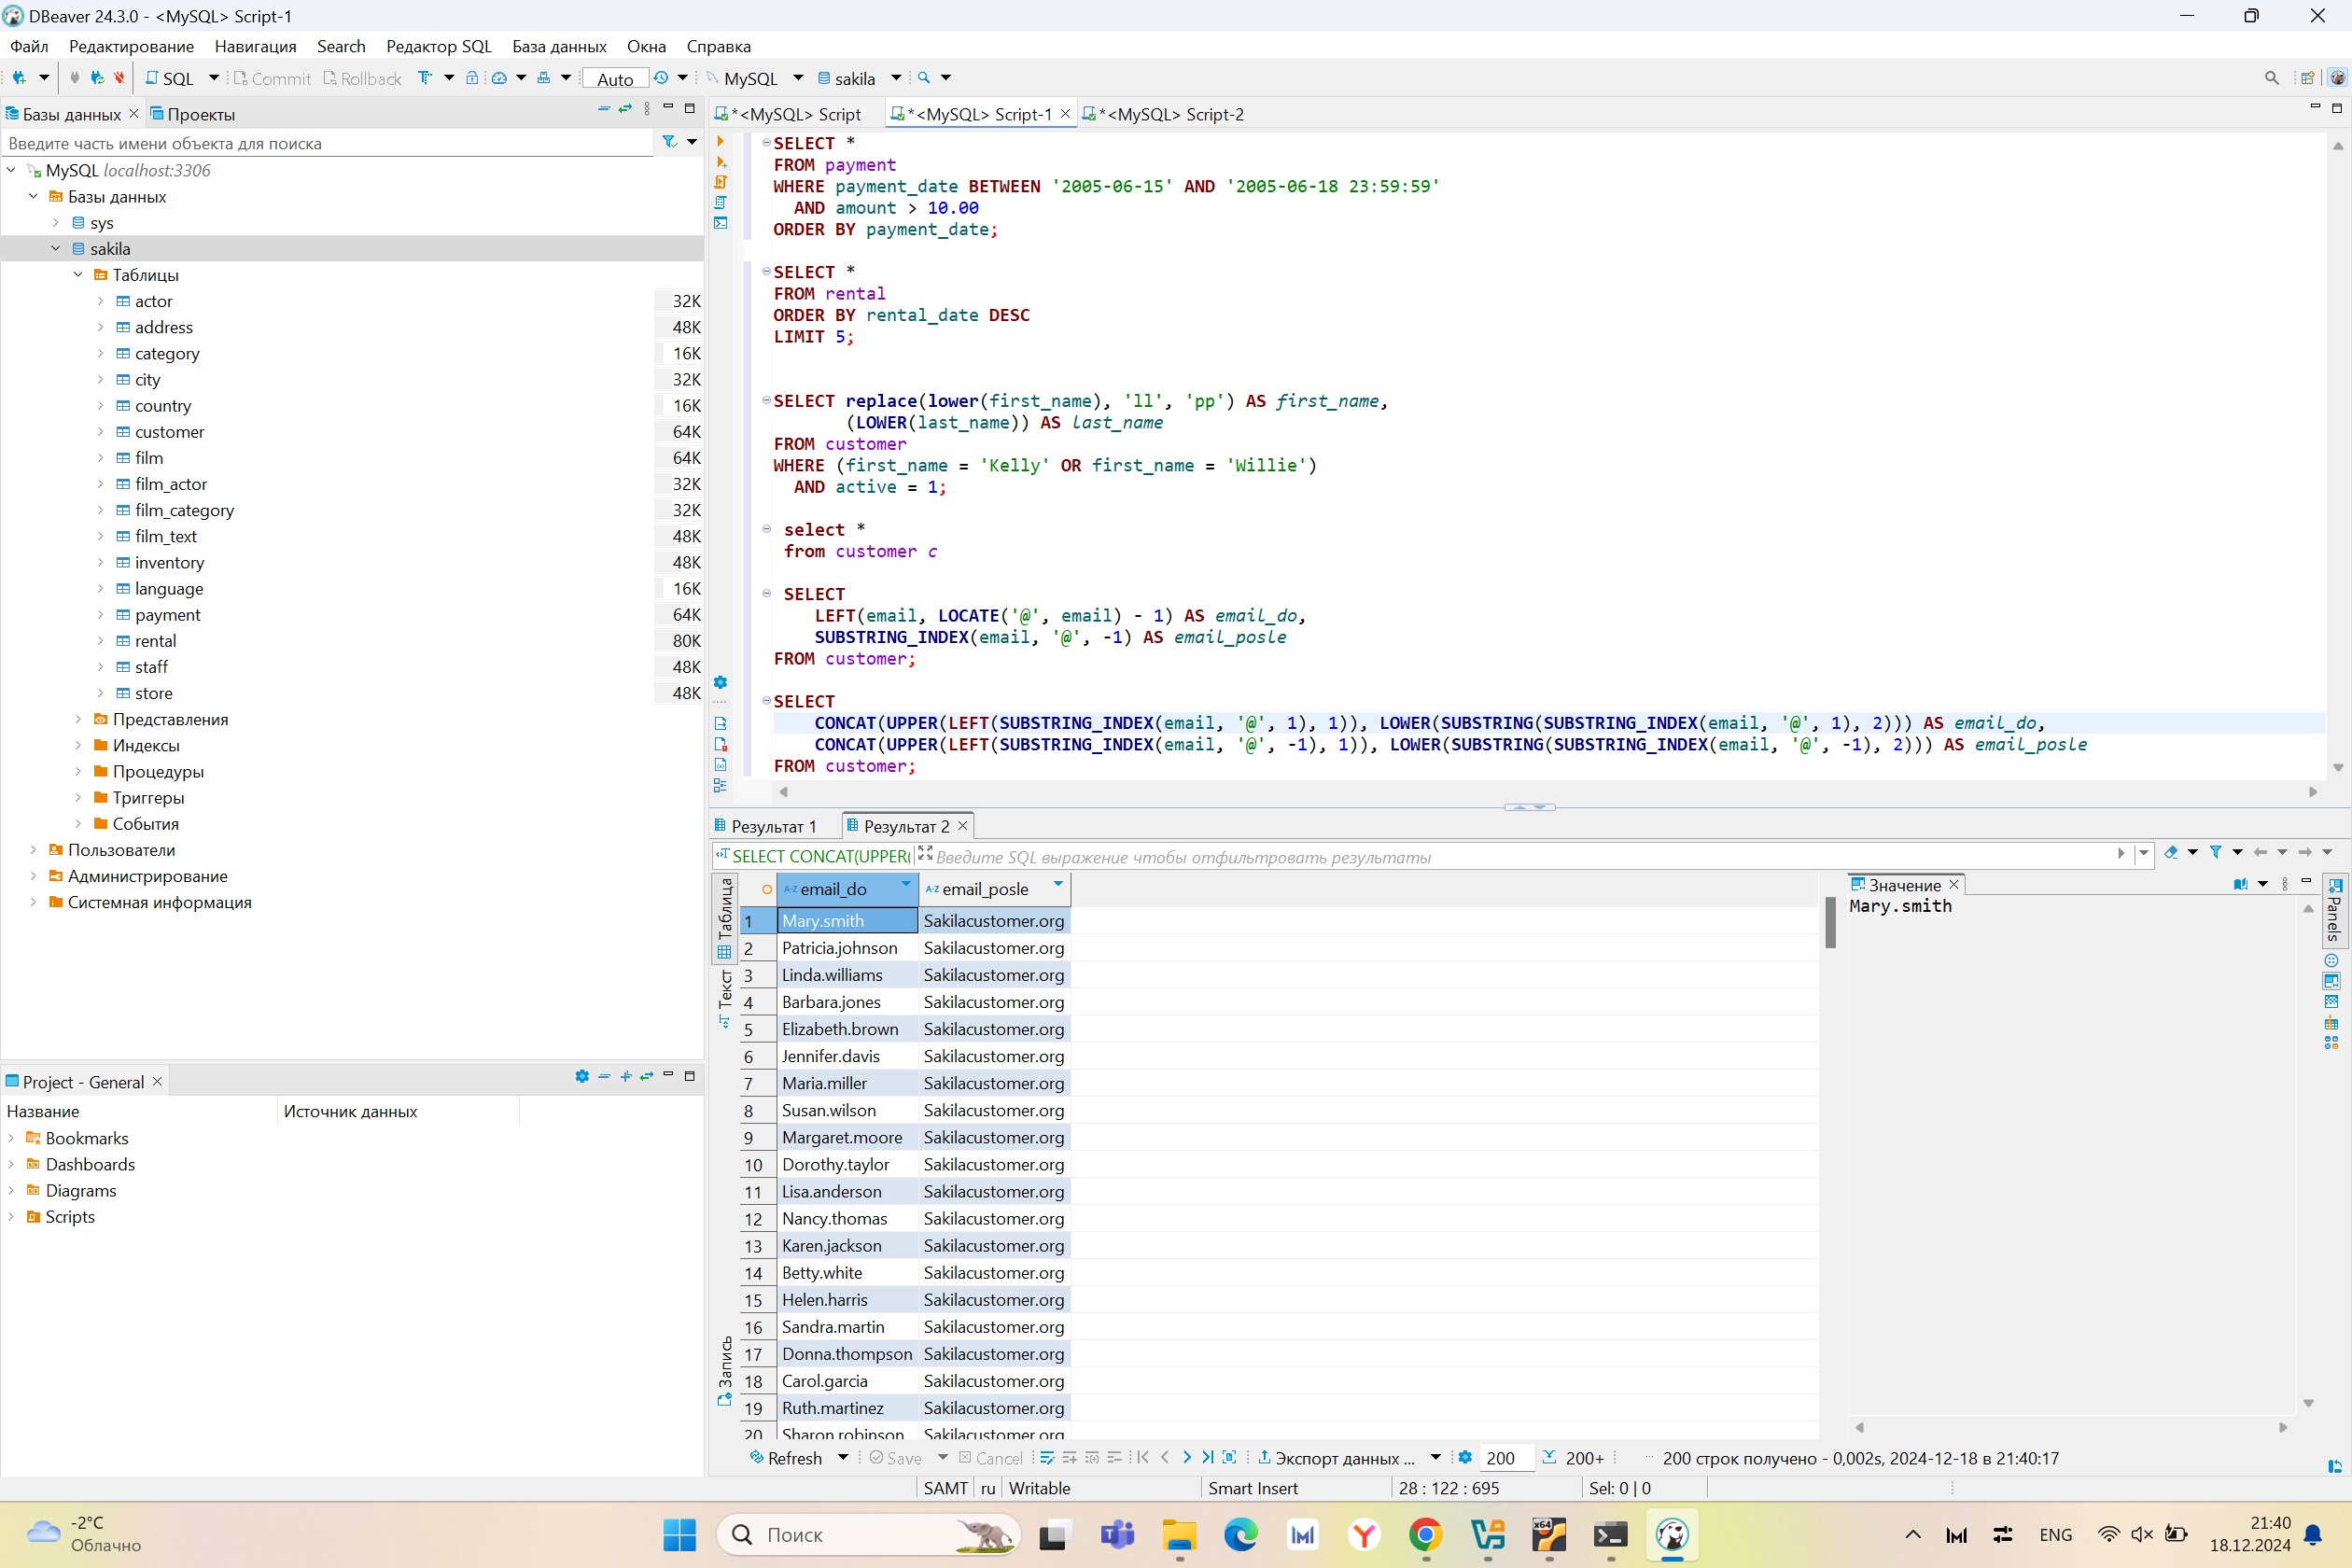 DBeaver 24.3.0 - <MySQL> Script-1
Файл Редактирование Навигация Search Редактор SQL База данных Окна Справка
SQL Commit Rollback Auto MySQL sakila
Базы данных Проекты
Введите часть имени объекта для поиска
MySQL localhost:3306
Базы данных
sys
sakila
Таблицы
actor 32K
address 48K
category 16K
city 32K
country 16K
customer 64K
film 64K
film_actor 32K
film_category 32K
film_text 48K
inventory 48K
language 16K
payment 64K
rental 80K
staff 48K
store 48K
Представления
Индексы
Процедуры
Триггеры
События
Пользователи
Администрирование
Системная информация
Project - General
Название Источник данных
Bookmarks
Dashboards
Diagrams
Scripts
*<MySQL> Script *<MySQL> Script-1 *<MySQL> Script-2
SELECT *
FROM payment
WHERE payment_date BETWEEN '2005-06-15' AND '2005-06-18 23:59:59'
AND amount > 10.00
ORDER BY payment_date;
SELECT *
FROM rental
ORDER BY rental_date DESC
LIMIT 5;
SELECT replace(lower(first_name), 'll', 'pp') AS first_name,
(LOWER(last_name)) AS last_name
FROM customer
WHERE (first_name = 'Kelly' OR first_name = 'Willie')
AND active = 1;
select *
from customer c
SELECT
LEFT(email, LOCATE('@', email) - 1) AS email_do,
SUBSTRING_INDEX(email, '@', -1) AS email_posle
FROM customer;
SELECT
CONCAT(UPPER(LEFT(SUBSTRING_INDEX(email, '@', 1), 1)), LOWER(SUBSTRING(SUBSTRING_INDEX(email, '@', 1), 2))) AS email_do,
CONCAT(UPPER(LEFT(SUBSTRING_INDEX(email, '@', -1), 1)), LOWER(SUBSTRING(SUBSTRING_INDEX(email, '@', -1), 2))) AS email_posle
FROM customer;
Результат 1 Результат 2
SELECT CONCAT(UPPER( Введите SQL выражение чтобы отфильтровать результаты
Таблица
Текст
Запись
email_do email_posle
1 Mary.smith Sakilacustomer.org
2 Patricia.johnson Sakilacustomer.org
3 Linda.williams Sakilacustomer.org
4 Barbara.jones Sakilacustomer.org
5 Elizabeth.brown Sakilacustomer.org
6 Jennifer.davis Sakilacustomer.org
7 Maria.miller Sakilacustomer.org
8 Susan.wilson Sakilacustomer.org
9 Margaret.moore Sakilacustomer.org
10 Dorothy.taylor Sakilacustomer.org
11 Lisa.anderson Sakilacustomer.org
12 Nancy.thomas Sakilacustomer.org
13 Karen.jackson Sakilacustomer.org
14 Betty.white Sakilacustomer.org
15 Helen.harris Sakilacustomer.org
16 Sandra.martin Sakilacustomer.org
17 Donna.thompson Sakilacustomer.org
18 Carol.garcia Sakilacustomer.org
19 Ruth.martinez Sakilacustomer.org
20 Sharon.robinson Sakilacustomer.org
Значение
Mary.smith
Panels
Refresh Save Cancel Экспорт данных ... 200 200+ 200 строк получено - 0,002s, 2024-12-18 в 21:40:17
SAMT ru Writable Smart Insert 28 : 122 : 695 Sel: 0 | 0
-2°C
Облачно
Поиск
ENG
21:40
18.12.2024